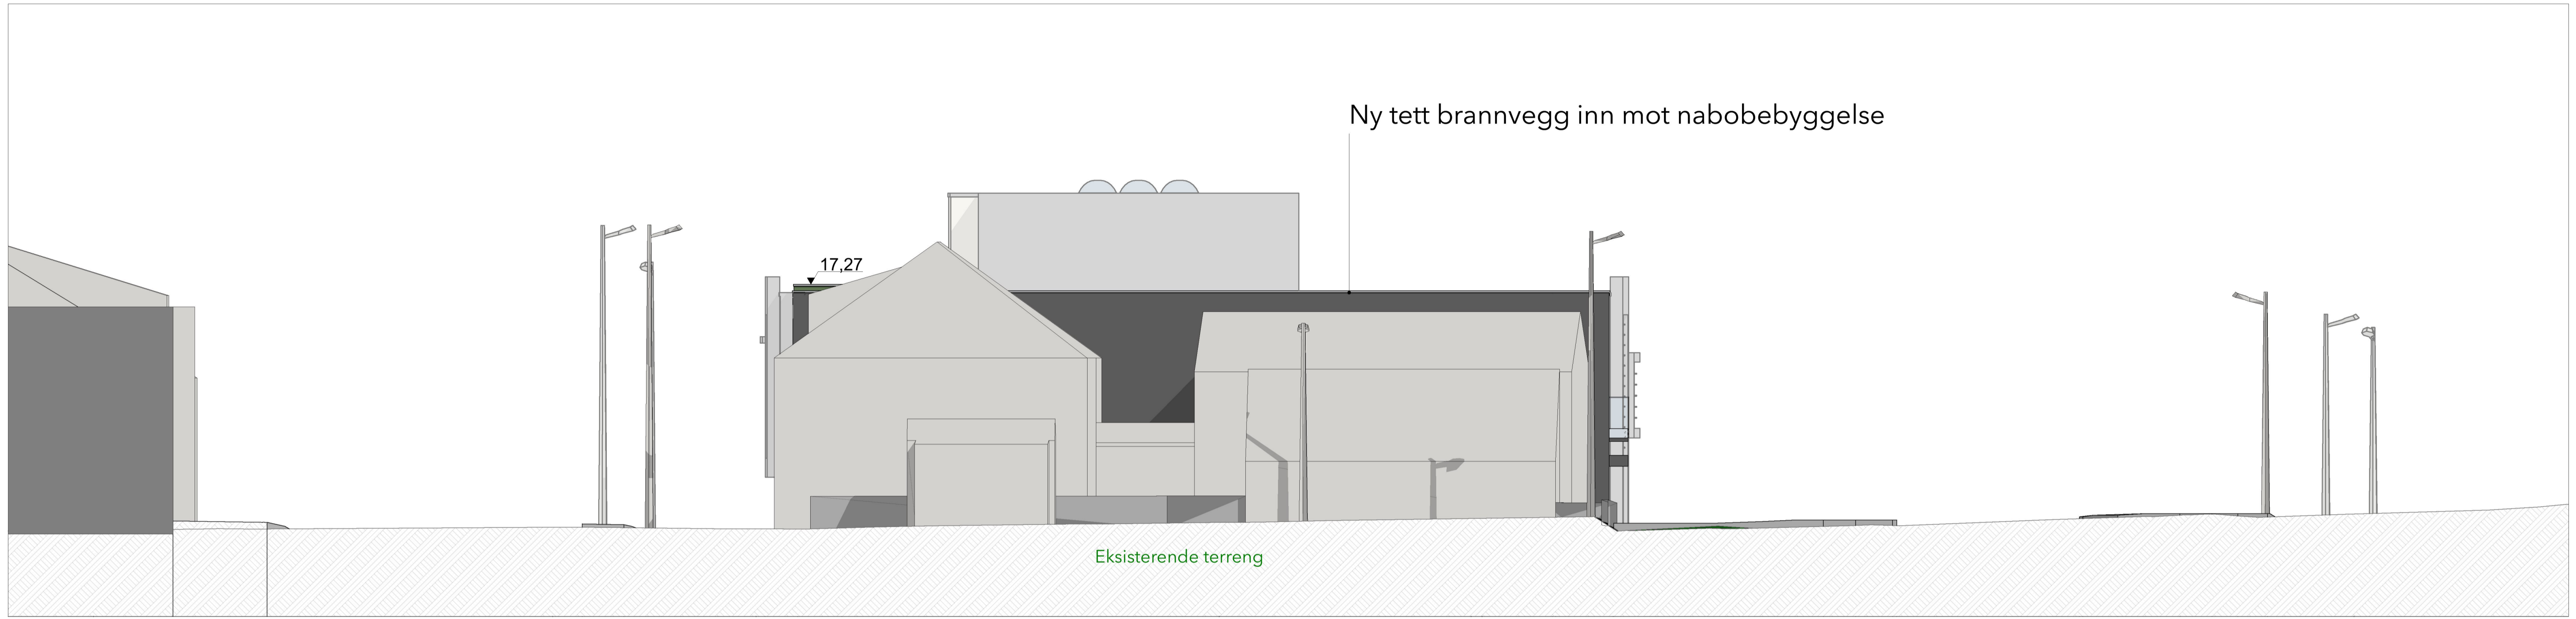 Ny tett brannvegg inn mot nabobebyggelse
17,27
Eksisterende terreng